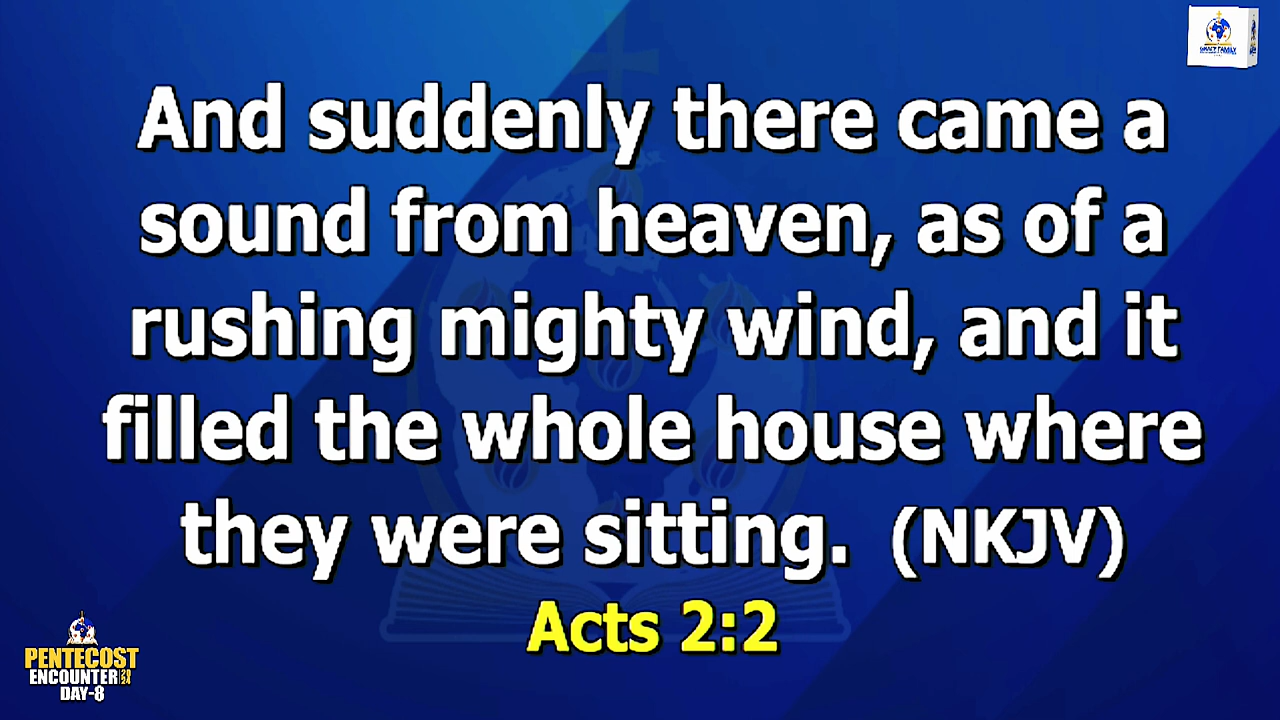 And suddenly there came a
sound from heaven, as of a
rushing mighty wind, and it
filled the whole house where
they were sitting.  (NKJV)
Acts 2:2
PENTECOST
ENCOUNTER 2024
DAY-8